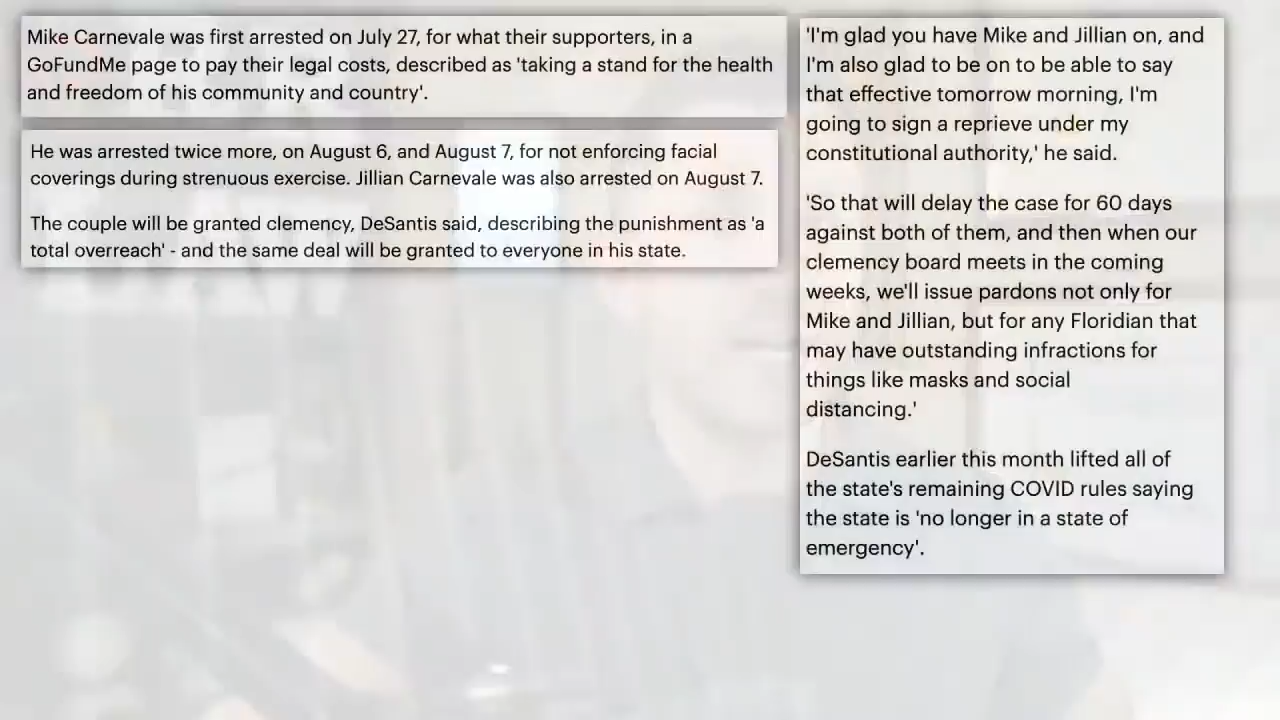 Mike Carnevale was first arrested on July 27, for what their supporters, in a
GoFundMe page to pay their legal costs, described as 'taking a stand for the health
and freedom of his community and country'.
He was arrested twice more, on August 6, and August 7, for not enforcing facial
coverings during strenuous exercise. Jillian Carnevale was also arrested on August 7.
The couple will be granted clemency, DeSantis said, describing the punishment as 'a
total overreach' - and the same deal will be granted to everyone in his state.
'I'm glad you have Mike and Jillian on, and
I'm also glad to be on to be able to say
that effective tomorrow morning, I'm
going to sign a reprieve under my
constitutional authority,' he said.
'So that will delay the case for 60 days
against both of them, and then when our
clemency board meets in the coming
weeks, we'll issue pardons not only for
Mike and Jillian, but for any Floridian that
may have outstanding infractions for
things like masks and social
distancing.'
DeSantis earlier this month lifted all of
the state's remaining COVID rules saying
the state is 'no longer in a state of
emergency'.